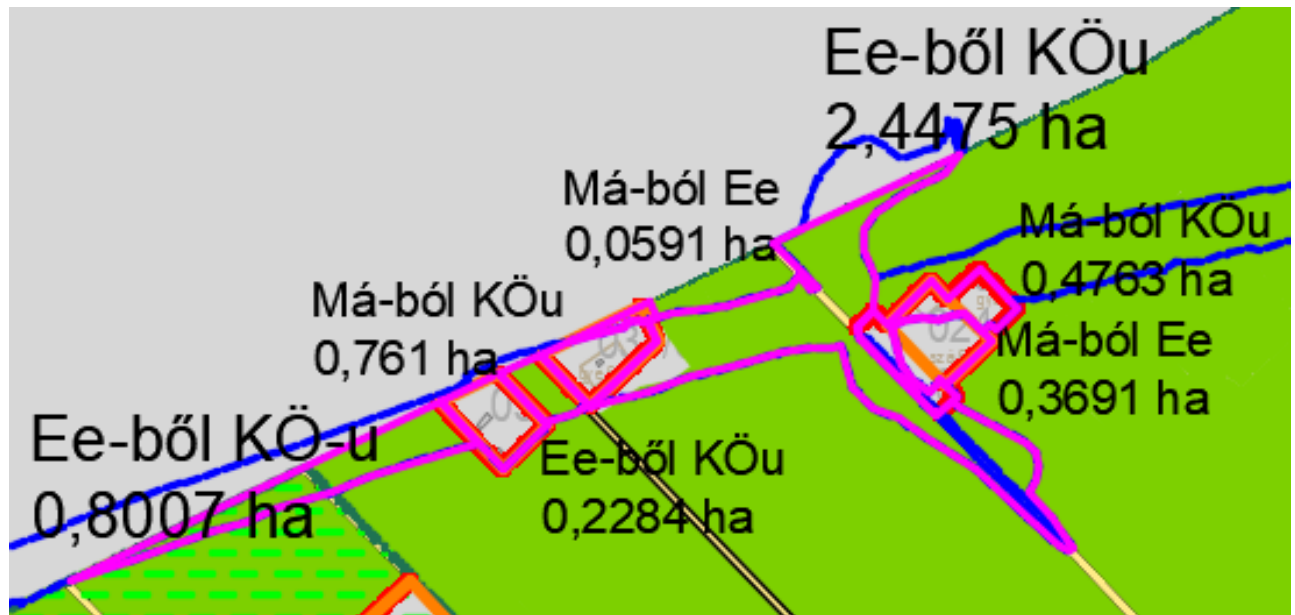 Ee-ből KÖu
2,4475 ha
Má-ból Ee
0,0591 ha
Má-ból KÖu
0,4763 ha
Má-ból KÖu
0,761 ha
Má-ból Ee
0,3691 ha
Ee-ből KÖ-u
0,8007 ha
Ee-ből KÖu
0,2284 ha